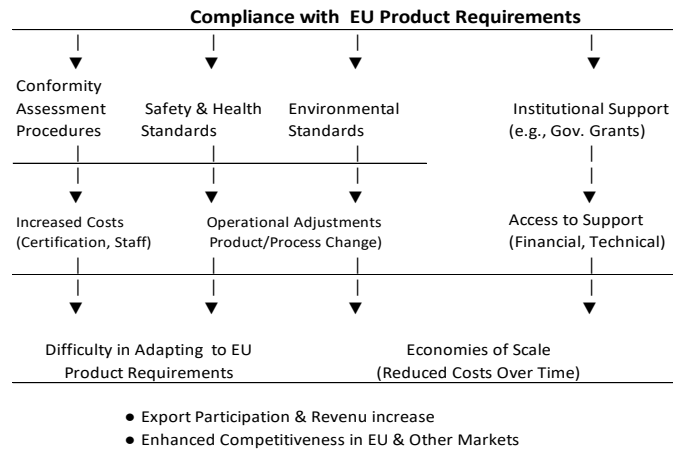 Compliance with EU Product Requirements
Conformity
Assessment
Procedures
Safety & Health
Standards
Environmental
Standards
Institutional Support
(e.g., Gov. Grants)
Increased Costs
(Certification, Staff)
Operational Adjustments
Product/Process Change)
Access to Support
(Financial, Technical)
Difficulty in Adapting to EU
Product Requirements
Economies of Scale
(Reduced Costs Over Time)
● Export Participation & Revenu increase
● Enhanced Competitiveness in EU & Other Markets